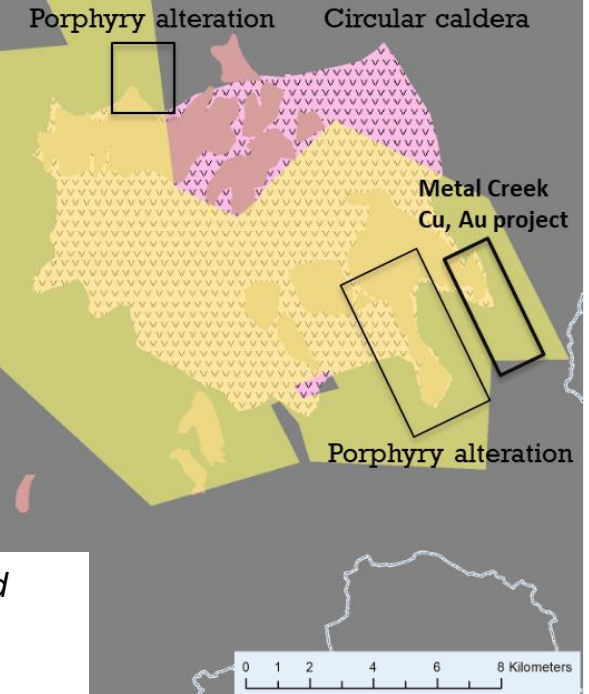 Porphyry alteration
Circular caldera
Metal Creek
Cu, Au project
Porphyry alteration
d
0 1 2 4 6 8 Kilometers